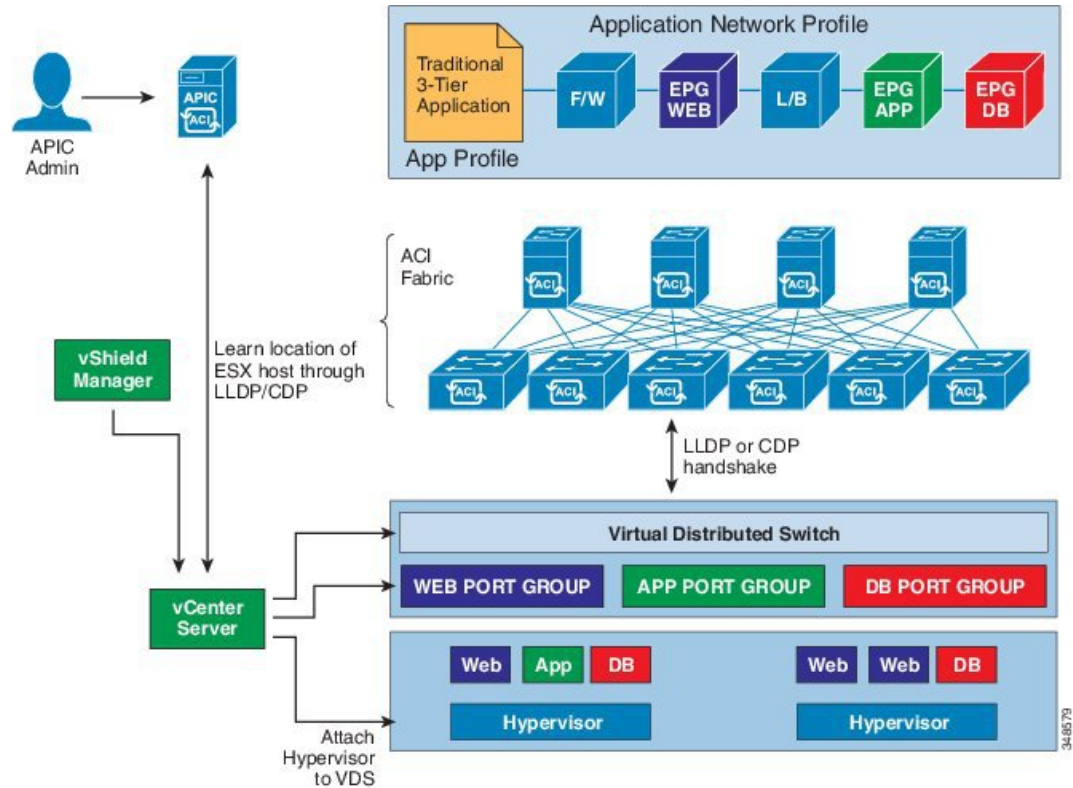 Application Network Profile
Traditional
3-Tier
Application
App Profile
F/W
EPG
WEB
L/B
EPG
APP
EPG
DB
APIC
ACI
APIC
Admin
ACI
Fabric
ACI
ACI
ACI
ACI
ACI
ACI
ACI
ACI
ACI
ACI
vShield
Manager
Learn location of
ESX host through
LLDP/CDP
LLDP or CDP
handshake
Virtual Distributed Switch
WEB PORT GROUP
APP PORT GROUP
DB PORT GROUP
vCenter
Server
Web
App
DB
Web
Web
DB
Hypervisor
Hypervisor
Attach
Hypervisor
to VDS
348579